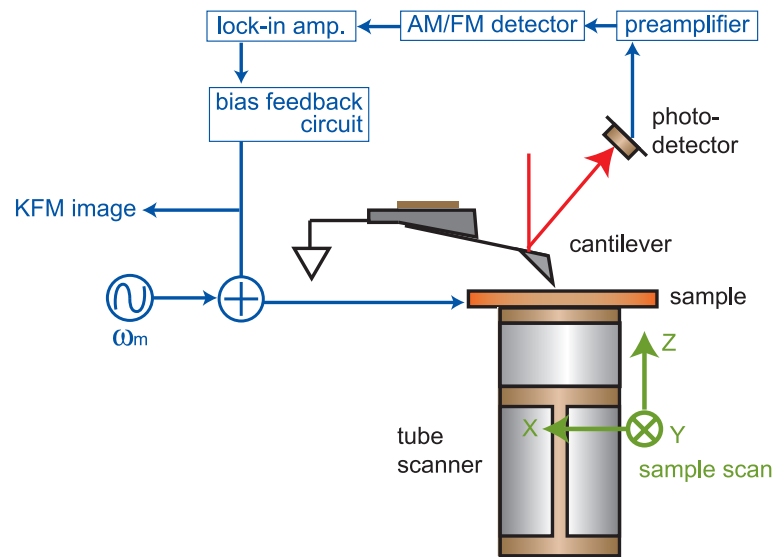 lock-in amp.
AM/FM detector
preamplifier
bias feedback
circuit
photo-
detector
KFM image
cantilever
sample
ωm
Z
X
Y
tube
scanner
sample scan